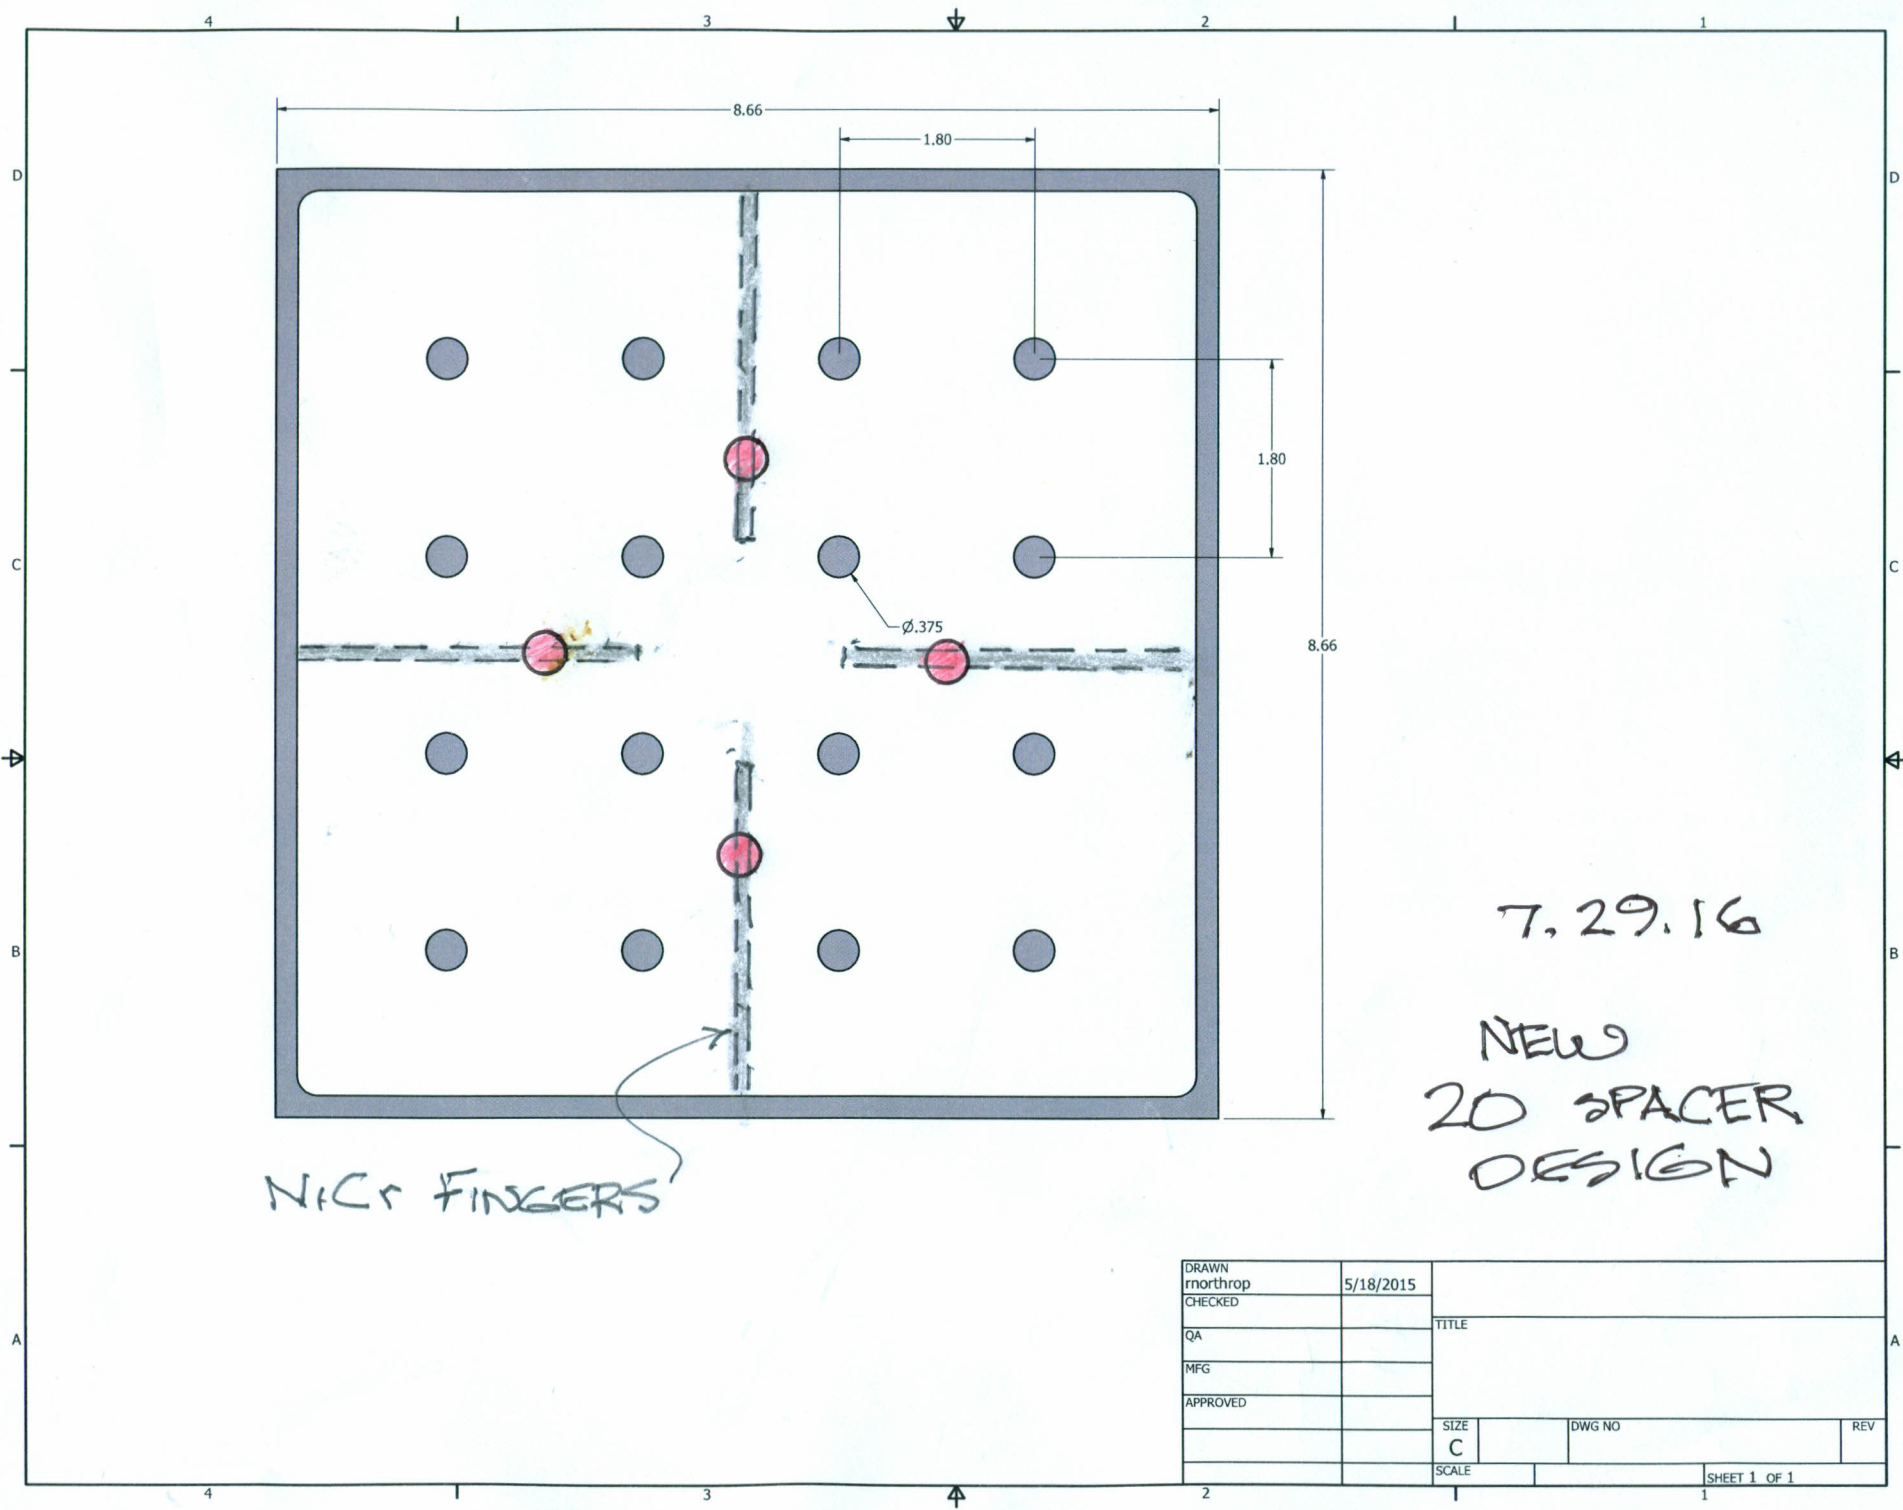 4 3 2 1
8.66
1.80
D D
1.80
C C
Ø.375
8.66
7.29.16
B B
NEW
20 SPACER
DESIGN
NiCr FINGERS
DRAWN
rnorthrop 5/18/2015
CHECKED
TITLE
A A
QA
MFG
APPROVED
SIZE DWG NO REV
C
SCALE SHEET 1 OF 1
4 3 2 1